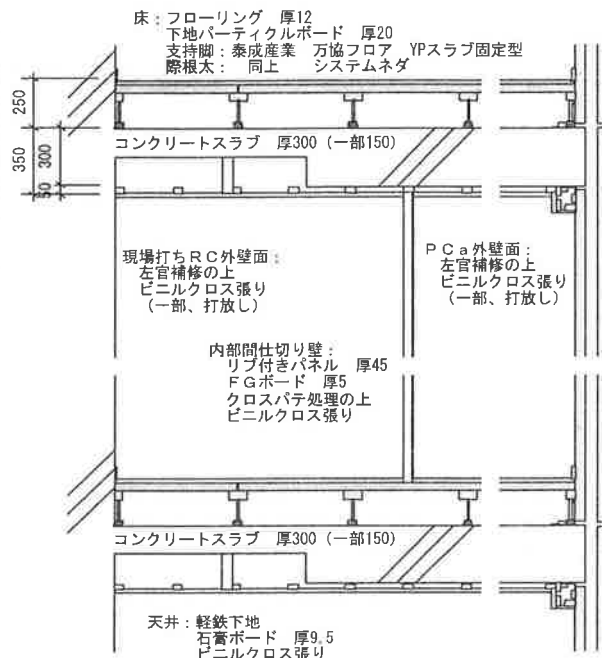 床：フローリング　厚12
下地パーティクルボード　厚20
支持脚：泰成産業　万協フロア　YPスラブ固定型
際根太：　同上　　システムネダ
250
350
300
50
コンクリートスラブ　厚300（一部150）
現場打ちＲＣ外壁面：
左官補修の上
ビニルクロス張り
（一部、打放し）
ＰＣａ外壁面：
左官補修の上
ビニルクロス張り
（一部、打放し）
内部間仕切り壁：
リブ付きパネル　厚45
ＦＧボード　厚5
クロスパテ処理の上
ビニルクロス張り
コンクリートスラブ　厚300（一部150）
天井：軽鉄下地
石膏ボード　厚9.5
ビニルクロス張り